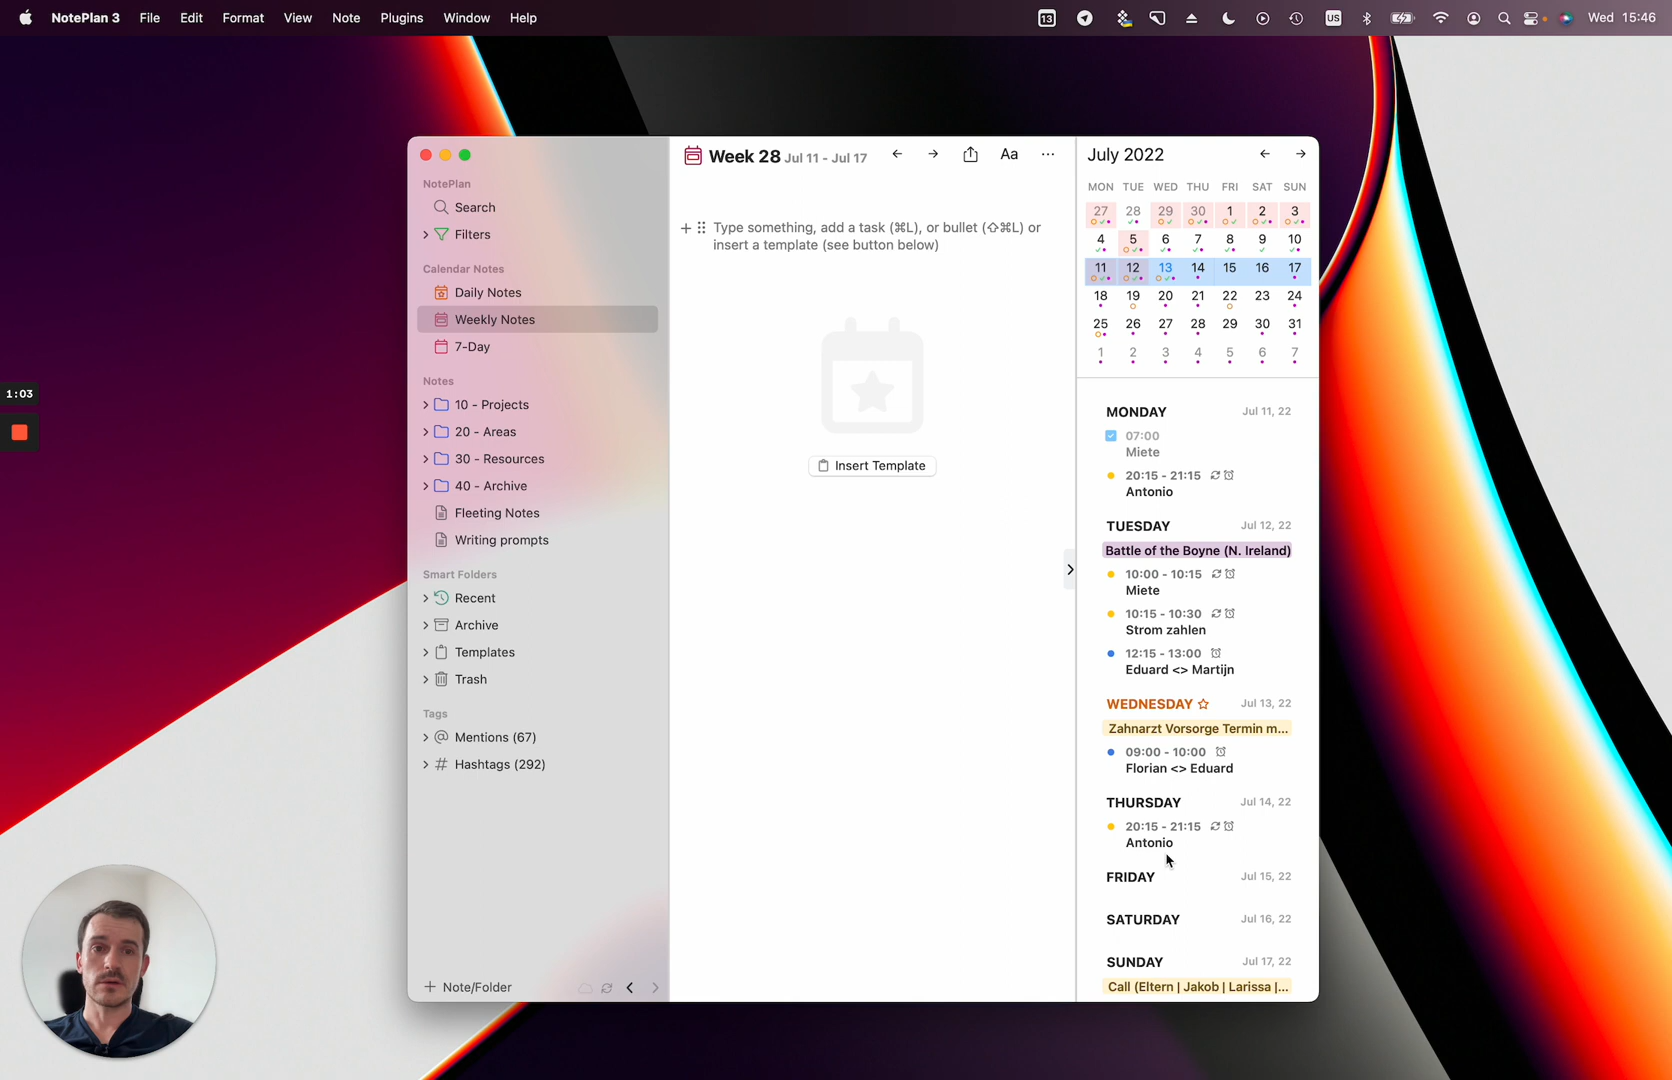 NotePlan 3 File Edit Format View Note Plugins Window Help
13 US Wed 15:46
1:03
NotePlan
Search
Filters
Calendar Notes
Daily Notes
Weekly Notes
7-Day
Notes
10 - Projects
20 - Areas
30 - Resources
40 - Archive
Fleeting Notes
Writing prompts
Smart Folders
Recent
Archive
Templates
Trash
Tags
Mentions (67)
Hashtags (292)
+ Note/Folder
Week 28 Jul 11 - Jul 17
Aa
Type something, add a task (⌘L), or bullet (⇧⌘L) or
insert a template (see button below)
Insert Template
July 2022
MON TUE WED THU FRI SAT SUN
27 28 29 30 1 2 3
4 5 6 7 8 9 10
11 12 13 14 15 16 17
18 19 20 21 22 23 24
25 26 27 28 29 30 31
1 2 3 4 5 6 7
MONDAY Jul 11, 22
07:00
Miete
20:15 - 21:15
Antonio
TUESDAY Jul 12, 22
Battle of the Boyne (N. Ireland)
10:00 - 10:15
Miete
10:15 - 10:30
Strom zahlen
12:15 - 13:00
Eduard <> Martijn
WEDNESDAY Jul 13, 22
Zahnarzt Vorsorge Termin m...
09:00 - 10:00
Florian <> Eduard
THURSDAY Jul 14, 22
20:15 - 21:15
Antonio
FRIDAY Jul 15, 22
SATURDAY Jul 16, 22
SUNDAY Jul 17, 22
Call (Eltern | Jakob | Larissa |...